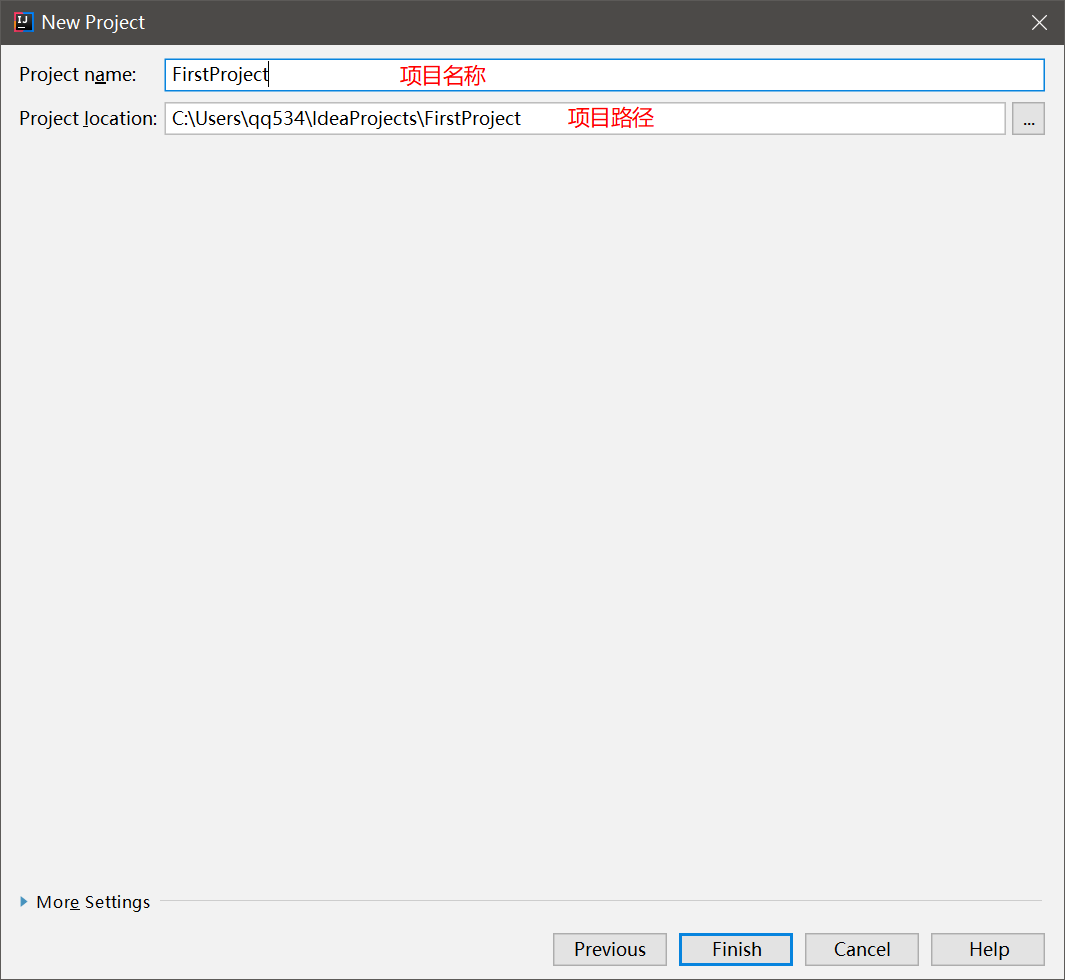 New Project
Project name: FirstProject 项目名称
Project location: C:\Users\qq534\IdeaProjects\FirstProject 项目路径 ...
More Settings
Previous Finish Cancel Help